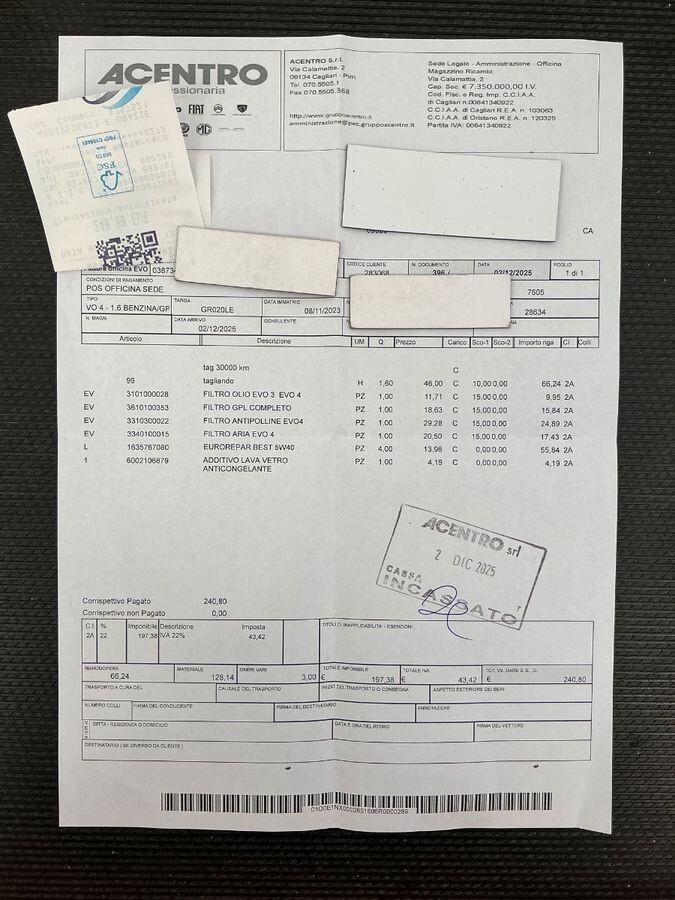 ACENTRO
FIAT
MG
ACENTRO S.r.l.
Via Calamattia, 2
09134 Cagliari - Pirri
Tel. 070.5505.1
Fax 070.5505.368
http://www.gruppoacentro.it
amministrazione@pec.gruppoacentro.it
Sede Legale - Amministrazione - Officina
Magazzino Ricambi:
Via Calamattia, 2
Cap. Soc. € 7.350.000,00 I.V.
Cod. Fisc. e Reg. Imp. C.C.I.A.A.
di Cagliari n.00841340922
C.C.I.A.A. di Cagliari R.E.A. n. 103063
C.C.I.A.A. di Oristano R.E.A. n. 120325
Partita IVA: 00841340922
FSC
MISTO
CA
Fattura officina EVO
CODICE CLIENTE
283068
N. DOCUMENTO
396 /
DATA
02/12/2025
FOGLIO
1 di 1
CONDIZIONI DI PAGAMENTO
POS OFFICINA SEDE
7605
TIPO
VO 4 - 1.6 BENZINA/GP
TARGA
GR020LE
DATA IMMATRIC.
08/11/2023
28634
N. MAGN.
DATA ARRIVO
02/12/2025
CONSULENTE
Articolo Descrizione UM Q Prezzo Carico Sco-1 Sco-2 Importo riga CI Colli
tag 30000 km C
99 tagliando H 1,60 46,00 C 10,00 0,00 66,24 2A
EV 3101000028 FILTRO OLIO EVO 3 EVO 4 PZ 1,00 11,71 C 15,00 0,00 9,95 2A
EV 3610100353 FILTRO GPL COMPLETO PZ 1,00 18,63 C 15,00 0,00 15,84 2A
EV 3310300022 FILTRO ANTIPOLLINE EVO4 PZ 1,00 29,28 C 15,00 0,00 24,89 2A
EV 3340100015 FILTRO ARIA EVO 4 PZ 1,00 20,50 C 15,00 0,00 17,43 2A
L 1635767080 EUROREPAR BEST 5W40 PZ 4,00 13,96 C 0,00 0,00 55,84 2A
1 6002106879 ADDITIVO LAVA VETRO PZ 1,00 4,19 C 0,00 0,00 4,19 2A
ANTICONGELANTE
ACENTRO srl
2 DIC 2025
CASSA
INCASSATO
Corrispettivo Pagato 240,80
Corrispettivo non Pagato 0,00
C.I. % Imponibile Descrizione Imposta
2A 22 197,38 IVA 22% 43,42
TITOLI DI INAPPLICABILITA' - ESENZIONI:
MANODOPERA
66,24
MATERIALE
128,14
ONERI VARI
3,00
TOTALE IMPONIBILE
€ 197,38
TOTALE IVA
€ 43,42
TOT. VS. DARE S. E. .O.
€ 240,80
TRASPORTO A CURA DEL
CAUSALE DEL TRASPORTO
INIZIO DEL TRASPORTO O CONSEGNA
ASPETTO ESTERIORE DEI BENI
NUMERO COLLI
FIRMA DEL CONDUCENTE
FIRMA DEL DESTINATARIO
ANNOTAZIONI
DITTA - RESIDENZA O DOMICILIO
DATA E ORA DEL RITIRO
FIRMA DEL VETTORE
DESTINATARIO ( SE DIVERSO DA CLIENTE )